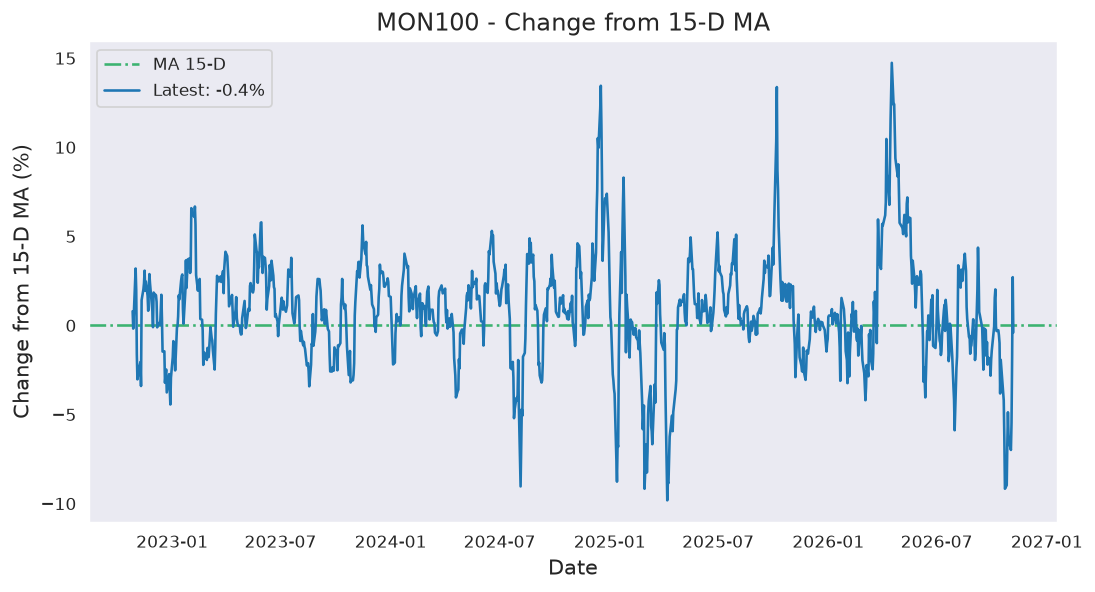 MON100 - Change from 15-D MA
MA 15-D
Latest: -0.4%
Change from 15-D MA (%)
15
10
5
0
−5
−10
2023-01 2023-07 2024-01 2024-07 2025-01 2025-07 2026-01 2026-07 2027-01
Date